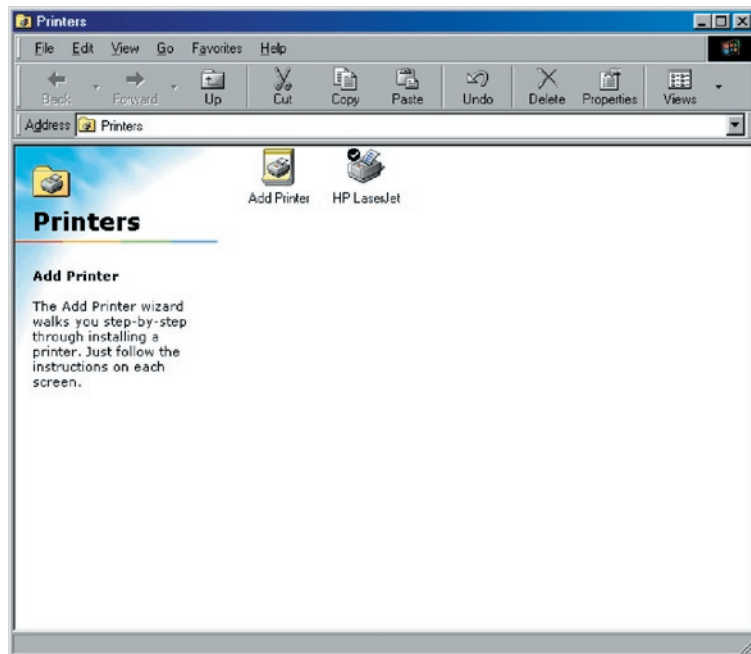 Printers
File Edit View Go Favorites Help
Back Forward Up Cut Copy Paste Undo Delete Properties Views
Address Printers
Add Printer HP LaserJet
Printers
Add Printer
The Add Printer wizard
walks you step-by-step
through installing a
printer. Just follow the
instructions on each
screen.